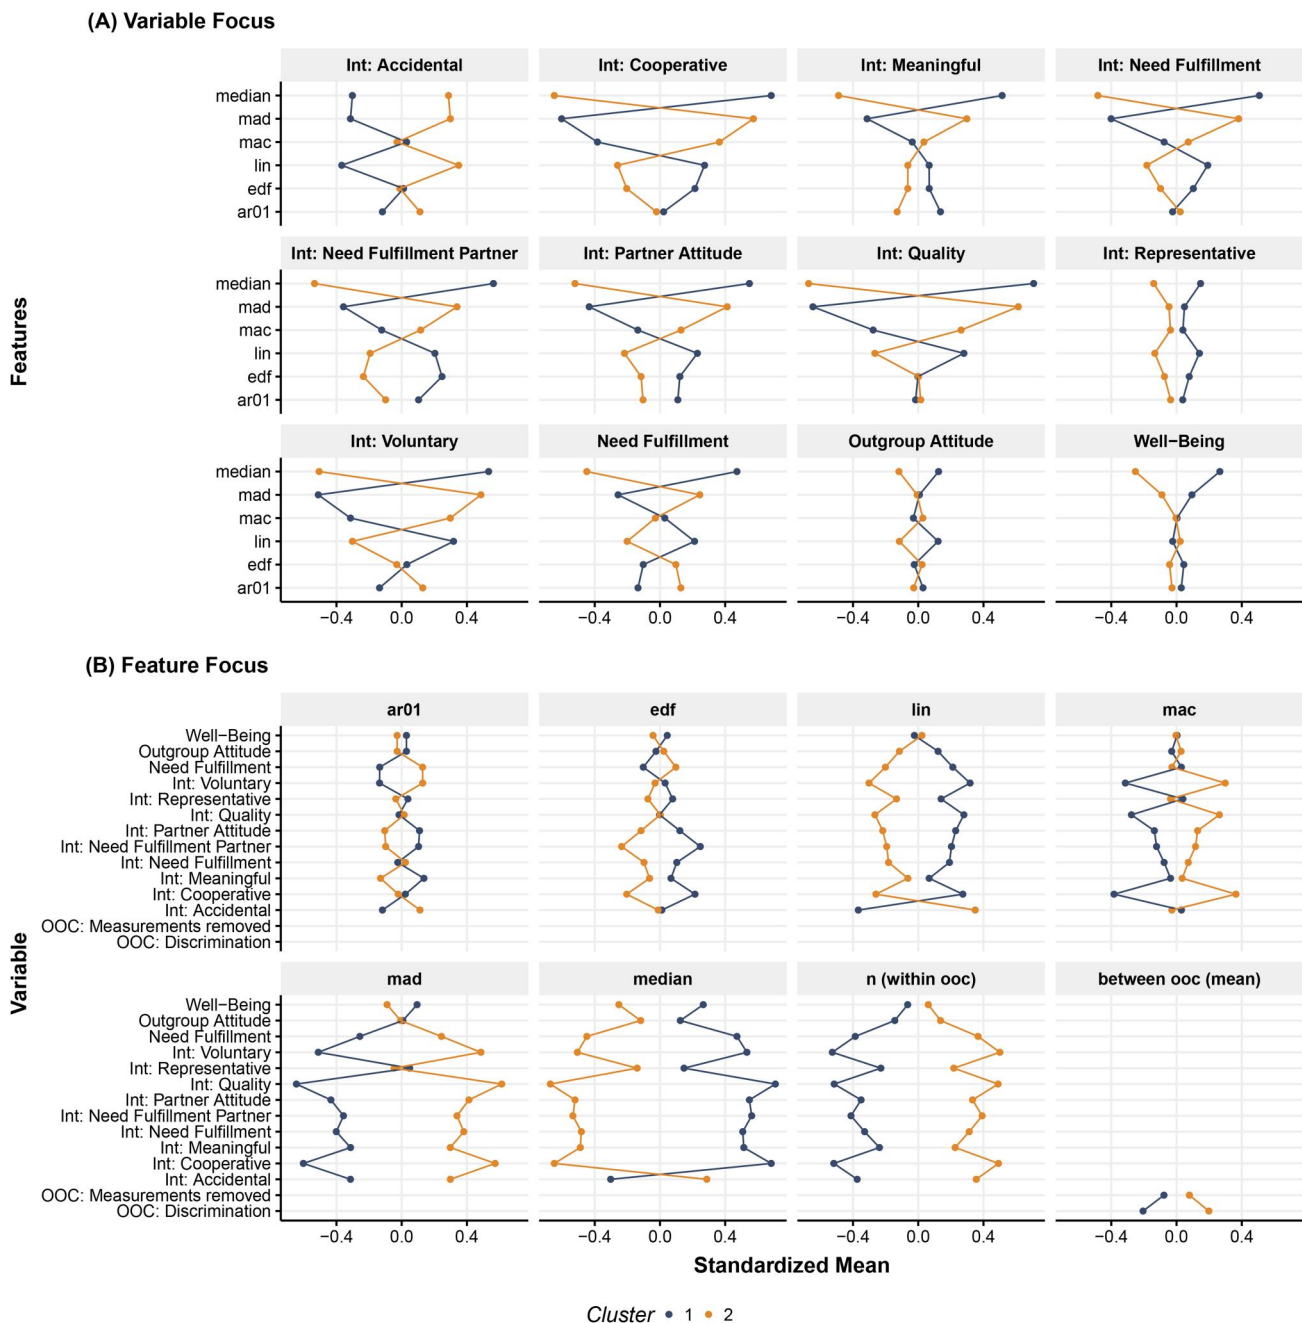 (A) Variable Focus
Int: Accidental
Int: Cooperative
Int: Meaningful
Int: Need Fulfillment
median
mad
mac
lin
edf
ar01
Int: Need Fulfillment Partner
Int: Partner Attitude
Int: Quality
Int: Representative
median
mad
mac
lin
edf
ar01
Features
Int: Voluntary
Need Fulfillment
Outgroup Attitude
Well−Being
median
mad
mac
lin
edf
ar01
−0.4 0.0 0.4
−0.4 0.0 0.4
−0.4 0.0 0.4
−0.4 0.0 0.4
(B) Feature Focus
ar01
edf
lin
mac
Well−Being
Outgroup Attitude
Need Fulfillment
Int: Voluntary
Int: Representative
Int: Quality
Int: Partner Attitude
Int: Need Fulfillment Partner
Int: Need Fulfillment
Int: Meaningful
Int: Cooperative
Int: Accidental
OOC: Measurements removed
OOC: Discrimination
Variable
mad
median
n (within ooc)
between ooc (mean)
Well−Being
Outgroup Attitude
Need Fulfillment
Int: Voluntary
Int: Representative
Int: Quality
Int: Partner Attitude
Int: Need Fulfillment Partner
Int: Need Fulfillment
Int: Meaningful
Int: Cooperative
Int: Accidental
OOC: Measurements removed
OOC: Discrimination
−0.4 0.0 0.4
−0.4 0.0 0.4
−0.4 0.0 0.4
−0.4 0.0 0.4
Standardized Mean
Cluster 1 2